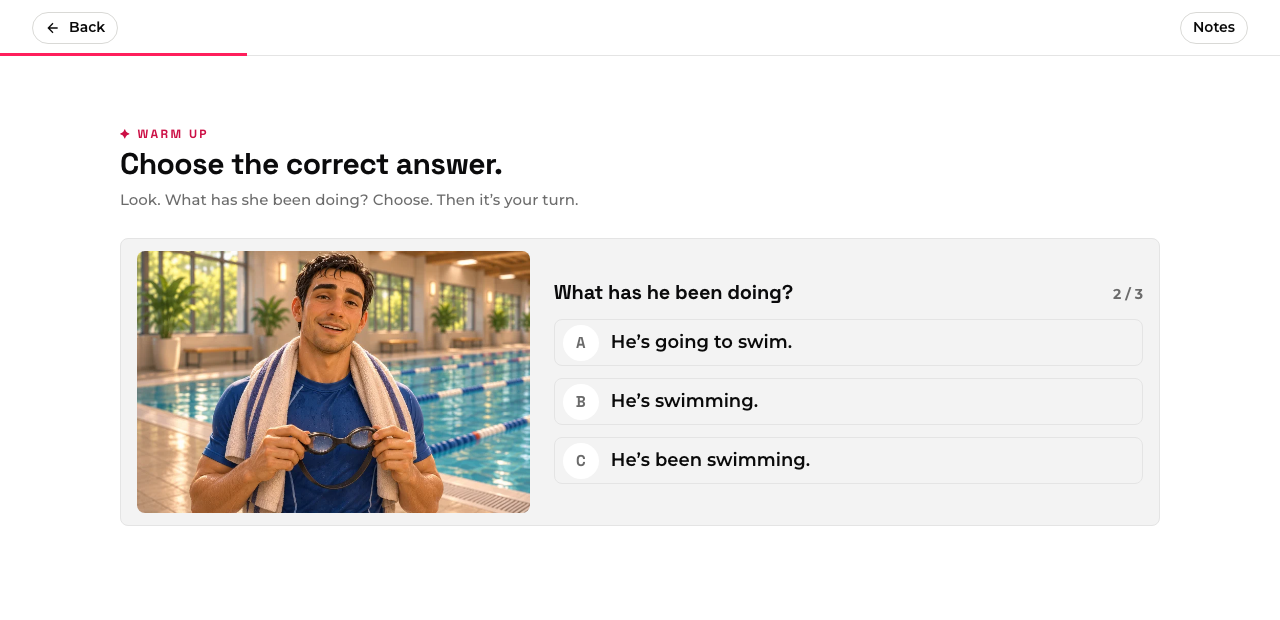 Back
Notes
WARM UP
Choose the correct answer.
Look. What has she been doing? Choose. Then it’s your turn.
What has he been doing?
2 / 3
A He’s going to swim.
B He’s swimming.
C He’s been swimming.